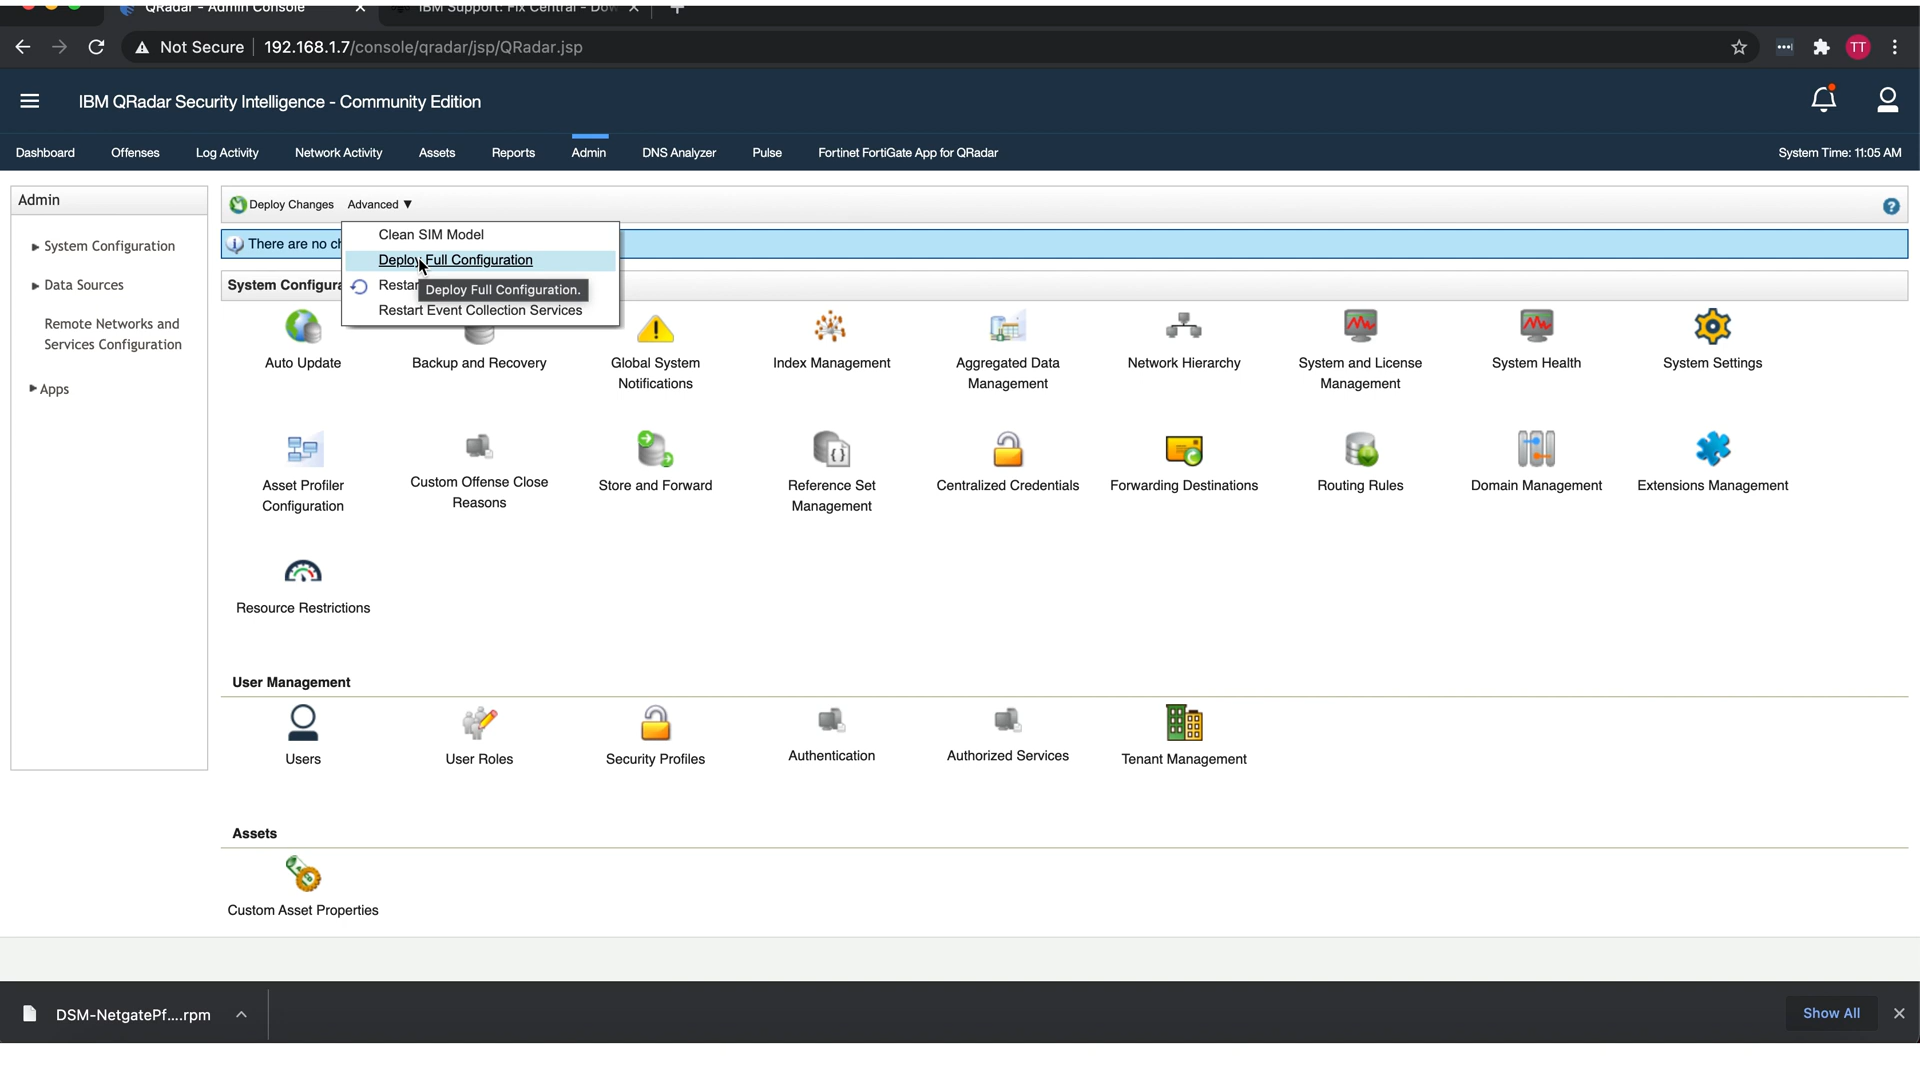 QRadar - Admin Console
IBM Support: Fix Central - Dow
Not Secure
192.168.1.7/console/qradar/jsp/QRadar.jsp
TT
IBM QRadar Security Intelligence - Community Edition
Dashboard
Offenses
Log Activity
Network Activity
Assets
Reports
Admin
DNS Analyzer
Pulse
Fortinet FortiGate App for QRadar
System Time: 11:05 AM
Admin
System Configuration
Data Sources
Remote Networks and
Services Configuration
Apps
Deploy Changes
Advanced ▼
There are no ch
Clean SIM Model
Deploy Full Configuration
Restar
Deploy Full Configuration.
Restart Event Collection Services
System Configura
Auto Update
Backup and Recovery
Global System
Notifications
Index Management
Aggregated Data
Management
Network Hierarchy
System and License
Management
System Health
System Settings
Asset Profiler
Configuration
Custom Offense Close
Reasons
Store and Forward
Reference Set
Management
Centralized Credentials
Forwarding Destinations
Routing Rules
Domain Management
Extensions Management
Resource Restrictions
User Management
Users
User Roles
Security Profiles
Authentication
Authorized Services
Tenant Management
Assets
Custom Asset Properties
DSM-NetgatePf....rpm
Show All